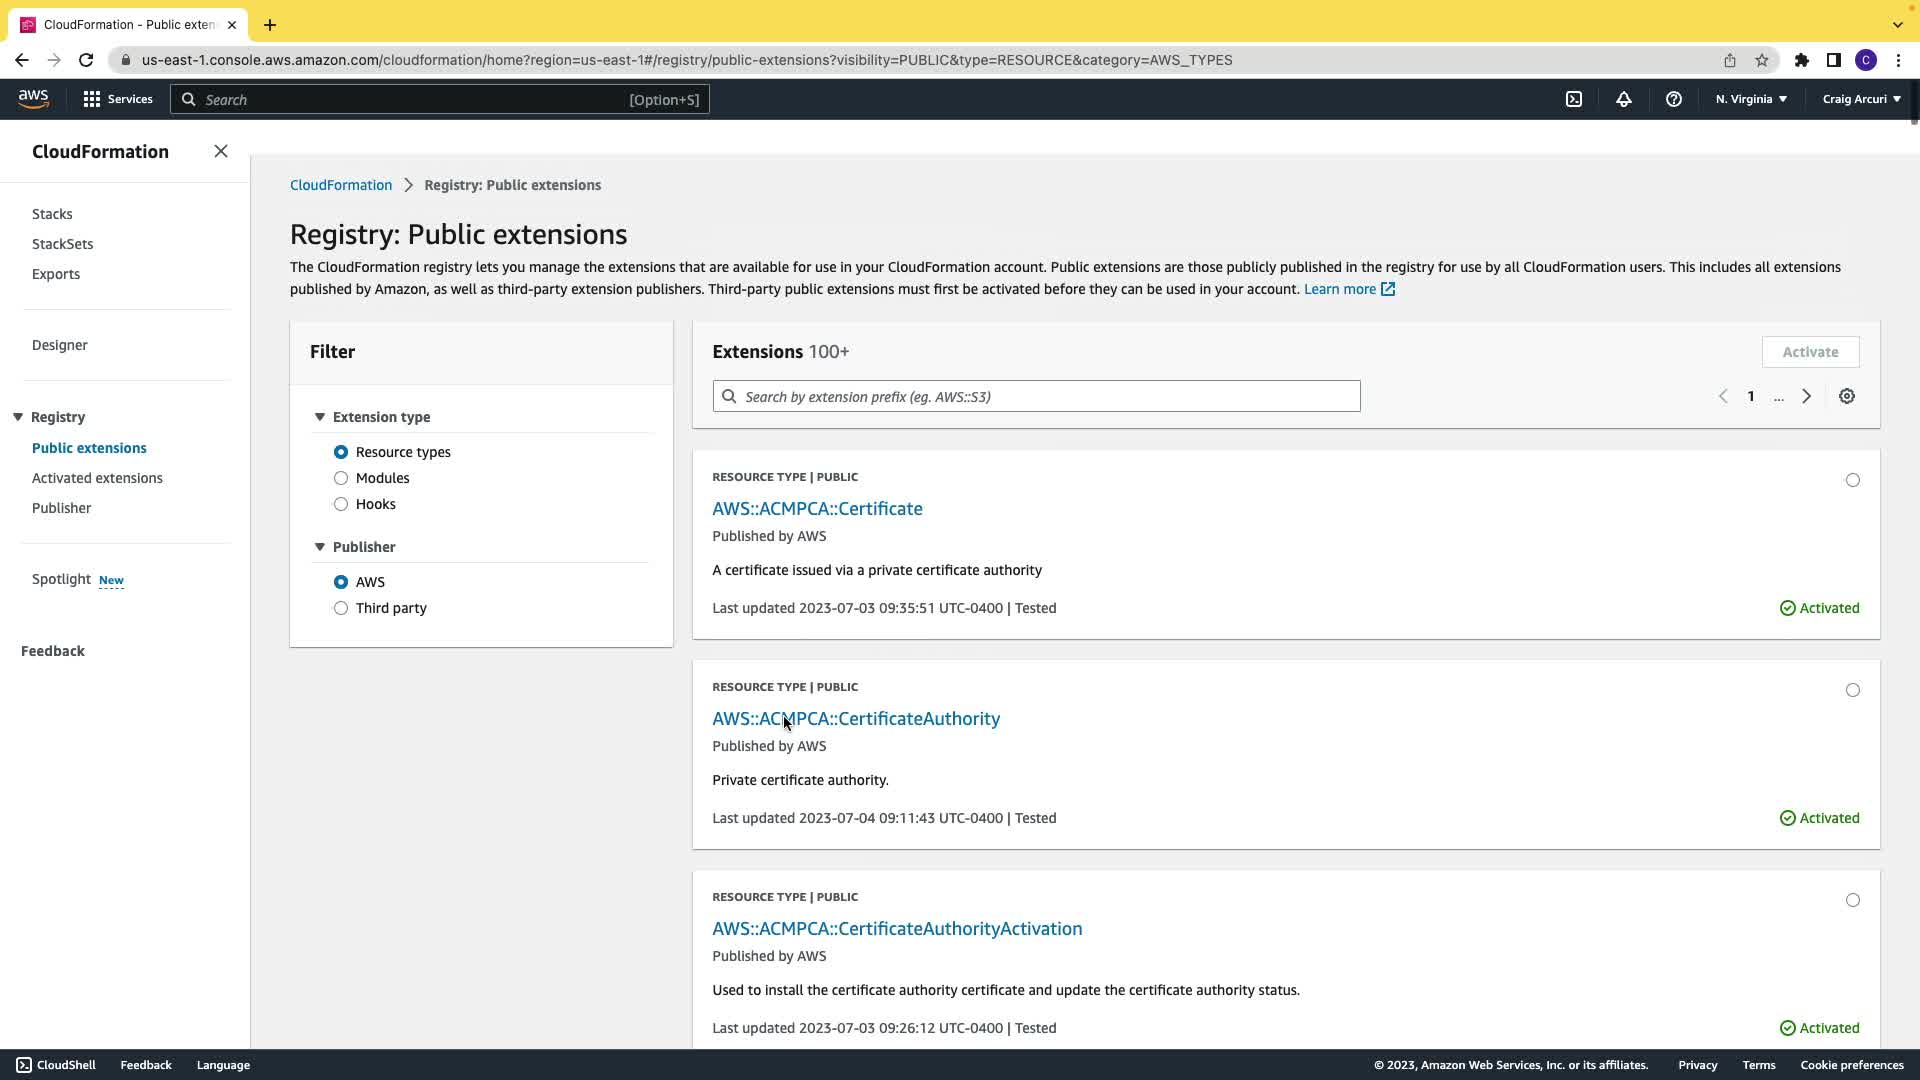 CloudFormation - Public exten
us-east-1.console.aws.amazon.com/cloudformation/home?region=us-east-1#/registry/public-extensions?visibility=PUBLIC&type=RESOURCE&category=AWS_TYPES
C
aws
Services
Search
[Option+S]
N. Virginia
Craig Arcuri
CloudFormation
Stacks
StackSets
Exports
Designer
Registry
Public extensions
Activated extensions
Publisher
Spotlight New
Feedback
CloudFormation > Registry: Public extensions
Registry: Public extensions
The CloudFormation registry lets you manage the extensions that are available for use in your CloudFormation account. Public extensions are those publicly published in the registry for use by all CloudFormation users. This includes all extensions
published by Amazon, as well as third-party extension publishers. Third-party public extensions must first be activated before they can be used in your account. Learn more
Filter
Extension type
Resource types
Modules
Hooks
Publisher
AWS
Third party
Extensions 100+
Activate
Search by extension prefix (eg. AWS::S3)
1 ...
RESOURCE TYPE | PUBLIC
AWS::ACMPCA::Certificate
Published by AWS
A certificate issued via a private certificate authority
Last updated 2023-07-03 09:35:51 UTC-0400 | Tested
Activated
RESOURCE TYPE | PUBLIC
AWS::ACMPCA::CertificateAuthority
Published by AWS
Private certificate authority.
Last updated 2023-07-04 09:11:43 UTC-0400 | Tested
Activated
RESOURCE TYPE | PUBLIC
AWS::ACMPCA::CertificateAuthorityActivation
Published by AWS
Used to install the certificate authority certificate and update the certificate authority status.
Last updated 2023-07-03 09:26:12 UTC-0400 | Tested
Activated
CloudShell
Feedback
Language
© 2023, Amazon Web Services, Inc. or its affiliates.
Privacy
Terms
Cookie preferences